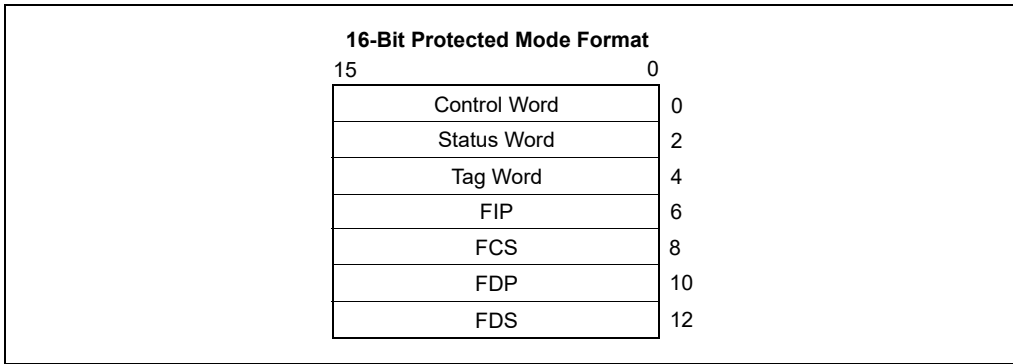 16-Bit Protected Mode Format
15 0
Control Word 0
Status Word 2
Tag Word 4
FIP 6
FCS 8
FDP 10
FDS 12